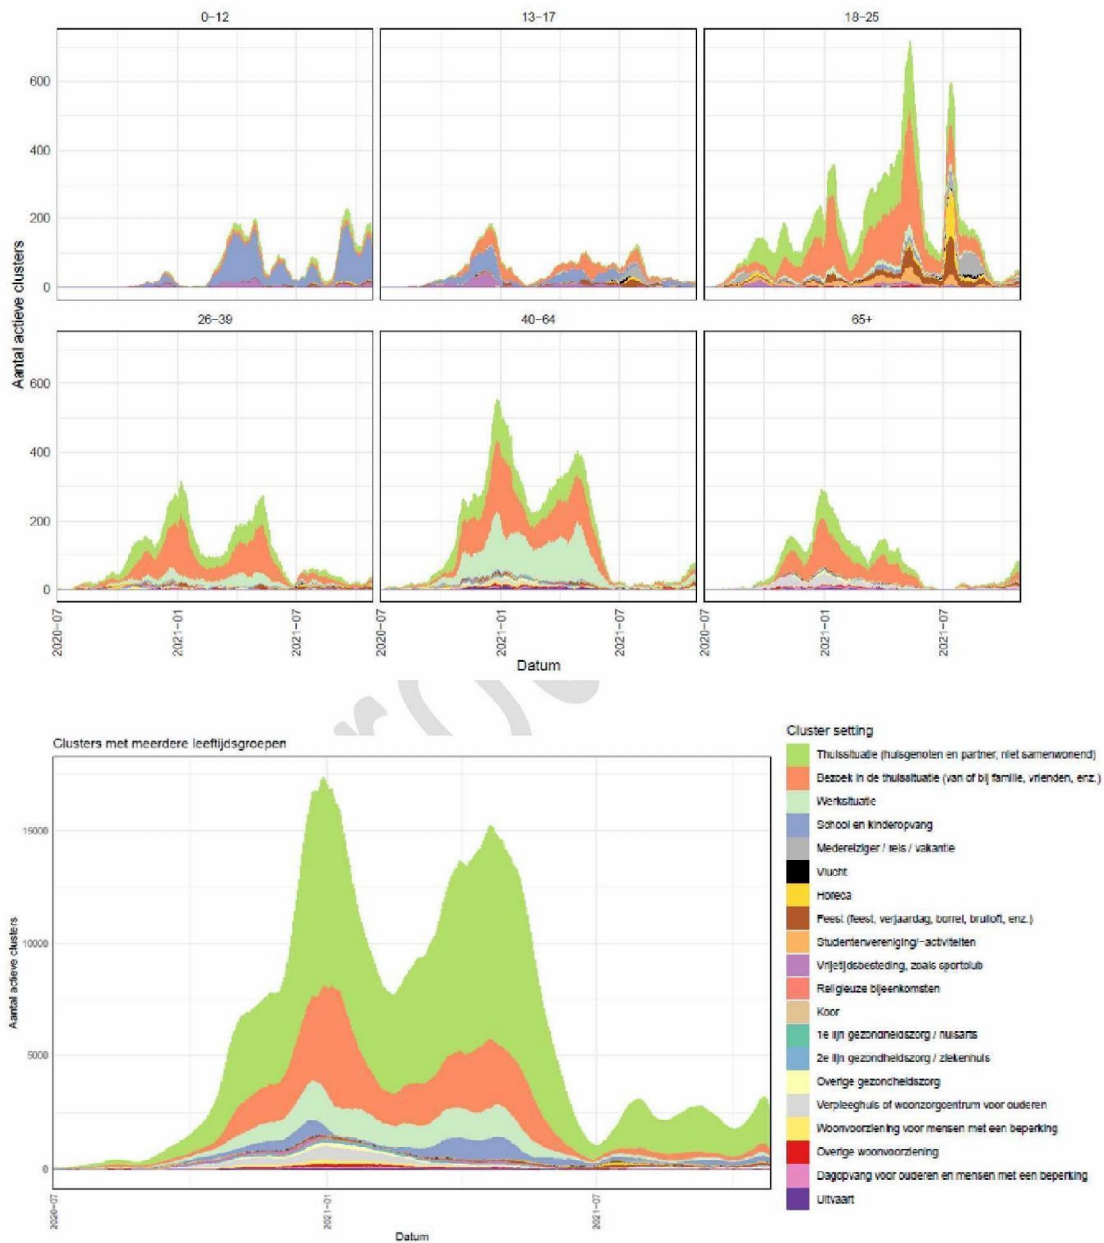 0-12
13-17
18-25
600
400
200
0
Aantal actieve clusters
26-39
40-64
65+
600
400
200
0
2020-07
2021-01
2021-07
2020-07
2021-01
2021-07
2020-07
2021-01
2021-07
Datum
Clusters met meerdere leeftijdsgroepen
15000
10000
5000
0
Aantal actieve clusters
2020-07
2021-01
2021-07
Datum
Cluster setting
Thuissituatie (huisgenoten en partner, niet samenwonend)
Bezoek in de thuissituatie (van of bij familie, vrienden, enz.)
Werksituatie
School en kinderopvang
Medereiziger / reis / vakantie
Vlucht
Horeca
Feest (feest, verjaardag, borrel, bruiloft, enz.)
Studentenvereniging/-activiteiten
Vrijetijdsbesteding, zoals sportclub
Religieuze bijeenkomsten
Koor
1e lijn gezondheidszorg / huisarts
2e lijn gezondheidszorg / ziekenhuis
Overige gezondheidszorg
Verpleeghuis of woonzorgcentrum voor ouderen
Woonvoorziening voor mensen met een beperking
Overige woonvoorziening
Dagopvang voor ouderen en mensen met een beperking
Uitvaart